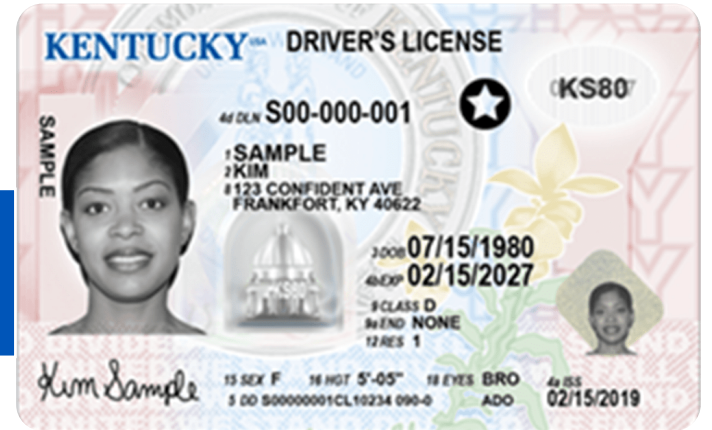 KENTUCKY USA DRIVER'S LICENSE
KS80
4d DLN S00-000-001
SAMPLE
1 SAMPLE
2 KIM
8 123 CONFIDENT AVE
FRANKFORT, KY 40622
3 DOB 07/15/1980
4b EXP 02/15/2027
9 CLASS D
9a END NONE
12 RES 1
Kim Sample
15 SEX F 16 HGT 5'-05" 18 EYES BRO 4a ISS
5 DD S00000001CL10234 090-0 ADO 02/15/2019